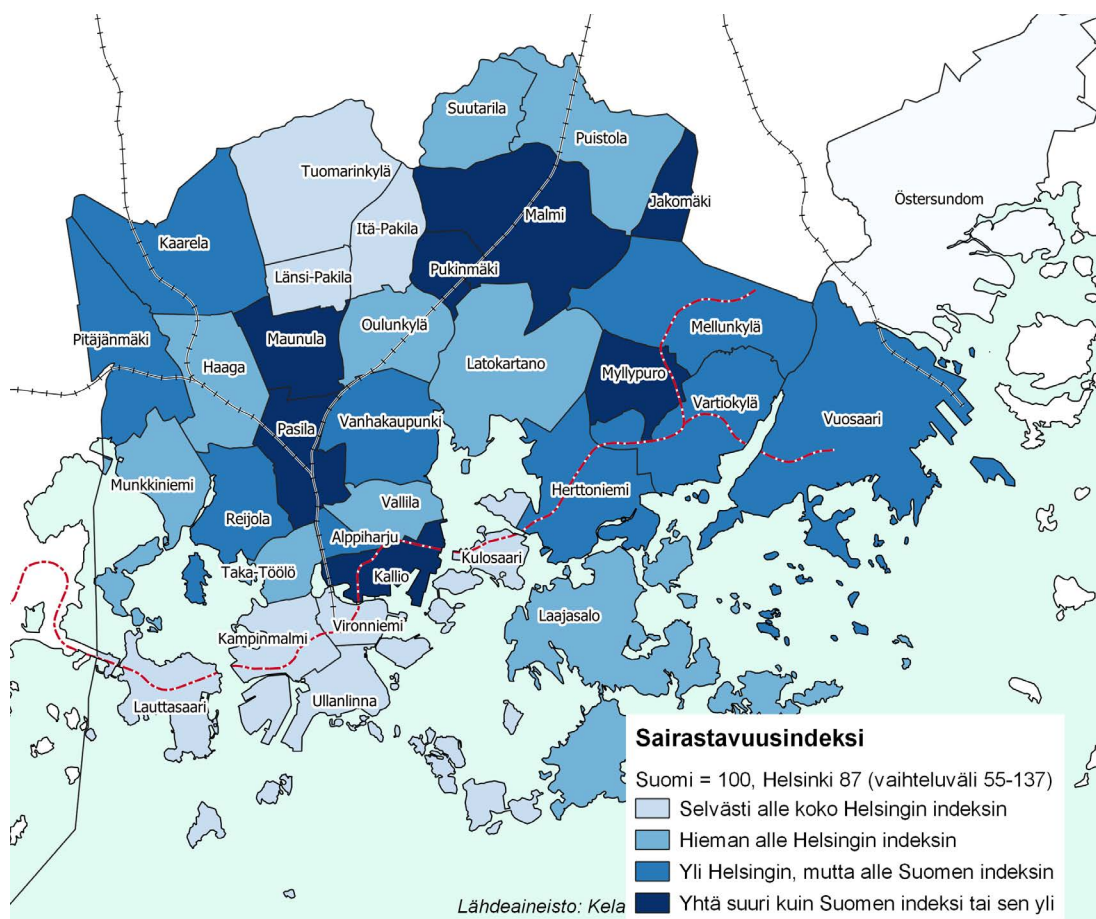 Suutarila
Puistola
Tuomarinkylä
Jakomäki
Östersundom
Malmi
Itä-Pakila
Kaarela
Pukinmäki
Länsi-Pakila
Mellunkylä
Oulunkylä
Pitäjänmäki
Maunula
Haaga
Latokartano
Myllypuro
Vartiokylä
Vuosaari
Vanhakaupunki
Pasila
Munkkiniemi
Herttoniemi
Vallila
Reijola
Alppiharju
Kulosaari
Taka-Töölö
Kallio
Laajasalo
Vironniemi
Kampinmalmi
Ullanlinna
Lauttasaari
Sairastavuusindeksi
Suomi = 100, Helsinki 87 (vaihteluväli 55-137)
Selvästi alle koko Helsingin indeksin
Hieman alle Helsingin indeksin
Yli Helsingin, mutta alle Suomen indeksin
Yhtä suuri kuin Suomen indeksi tai sen yli
Lähdeaineisto: Kela